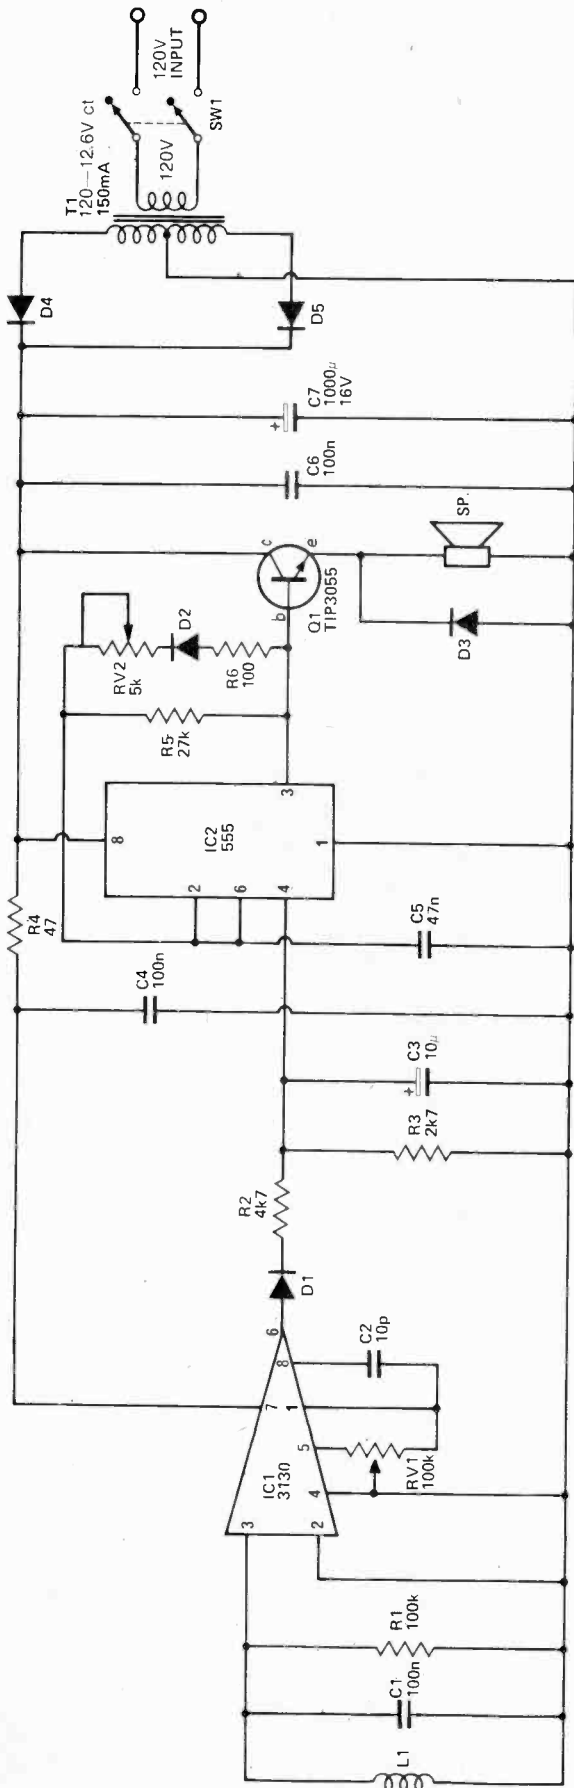 120V
INPUT
SW1
120V
T1
120—12.6V ct
150mA
D4
D5
C7
1000µ
16V
+
C6
100n
SP.
c
b
e
Q1
TIP3055
D3
RV2
5k
D2
R6
100
R5
27k
8
IC2
555
3
1
2
6
4
R4
47
C5
47n
C4
100n
C3
10µ
+
R3
2k7
R2
4k7
D1
6
8
C2
10p
7
1
5
RV1
100k
IC1
3130
4
3
2
R1
100k
C1
100n
L1